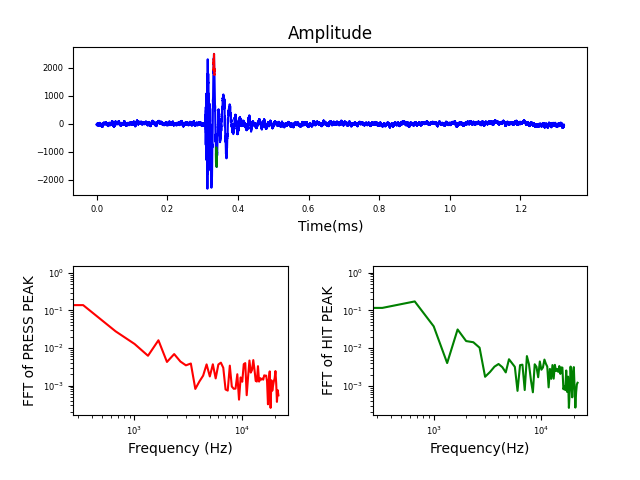 Amplitude
2000
1000
0
−1000
−2000
0.0 0.2 0.4 0.6 0.8 1.0 1.2
Time(ms)
FFT of PRESS PEAK
10⁰
10⁻¹
10⁻²
10⁻³
10³ 10⁴
Frequency (Hz)
FFT of HIT PEAK
10⁰
10⁻¹
10⁻²
10⁻³
10³ 10⁴
Frequency(Hz)